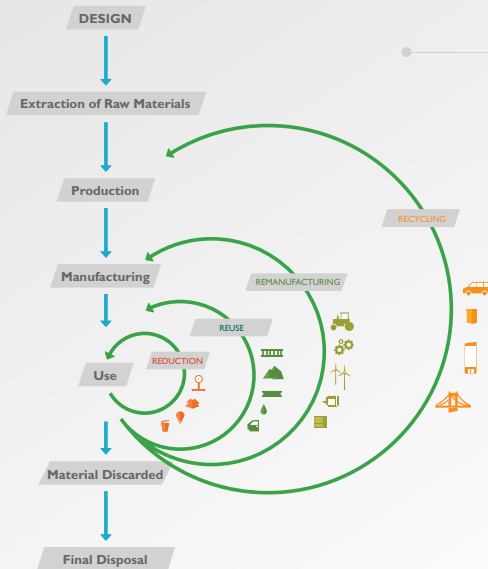 DESIGN
Extraction of Raw Materials
Production
RECYCLING
Manufacturing
REMANUFACTURING
REUSE
REDUCTION
Use
Material Discarded
Final Disposal